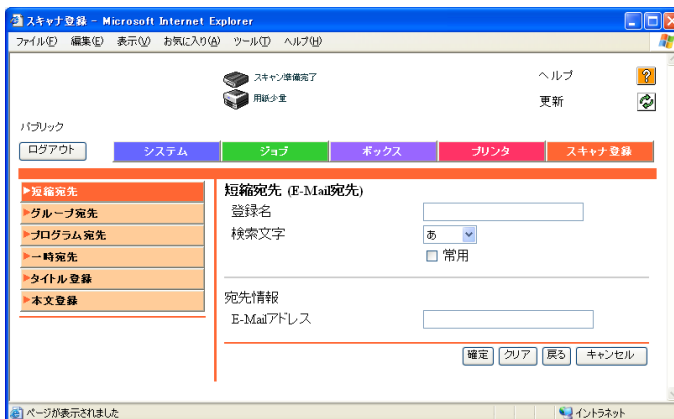 スキャナ登録 - Microsoft Internet Explorer
ファイル(F) 編集(E) 表示(V) お気に入り(A) ツール(T) ヘルプ(H)
スキャン準備完了 ヘルプ
用紙少量 更新
パブリック
ログアウト システム ジョブ ボックス プリンタ スキャナ登録
短縮宛先
グループ宛先
プログラム宛先
一時宛先
タイトル登録
本文登録
短縮宛先 (E-Mail宛先)
登録名
検索文字 あ
常用
宛先情報
E-Mailアドレス
確定 クリア 戻る キャンセル
ページが表示されました イントラネット